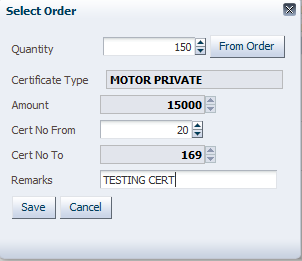 Select Order
Quantity 150 From Order
Certificate Type MOTOR PRIVATE
Amount 15000
Cert No From 20
Cert No To 169
Remarks TESTING CERT
Save Cancel